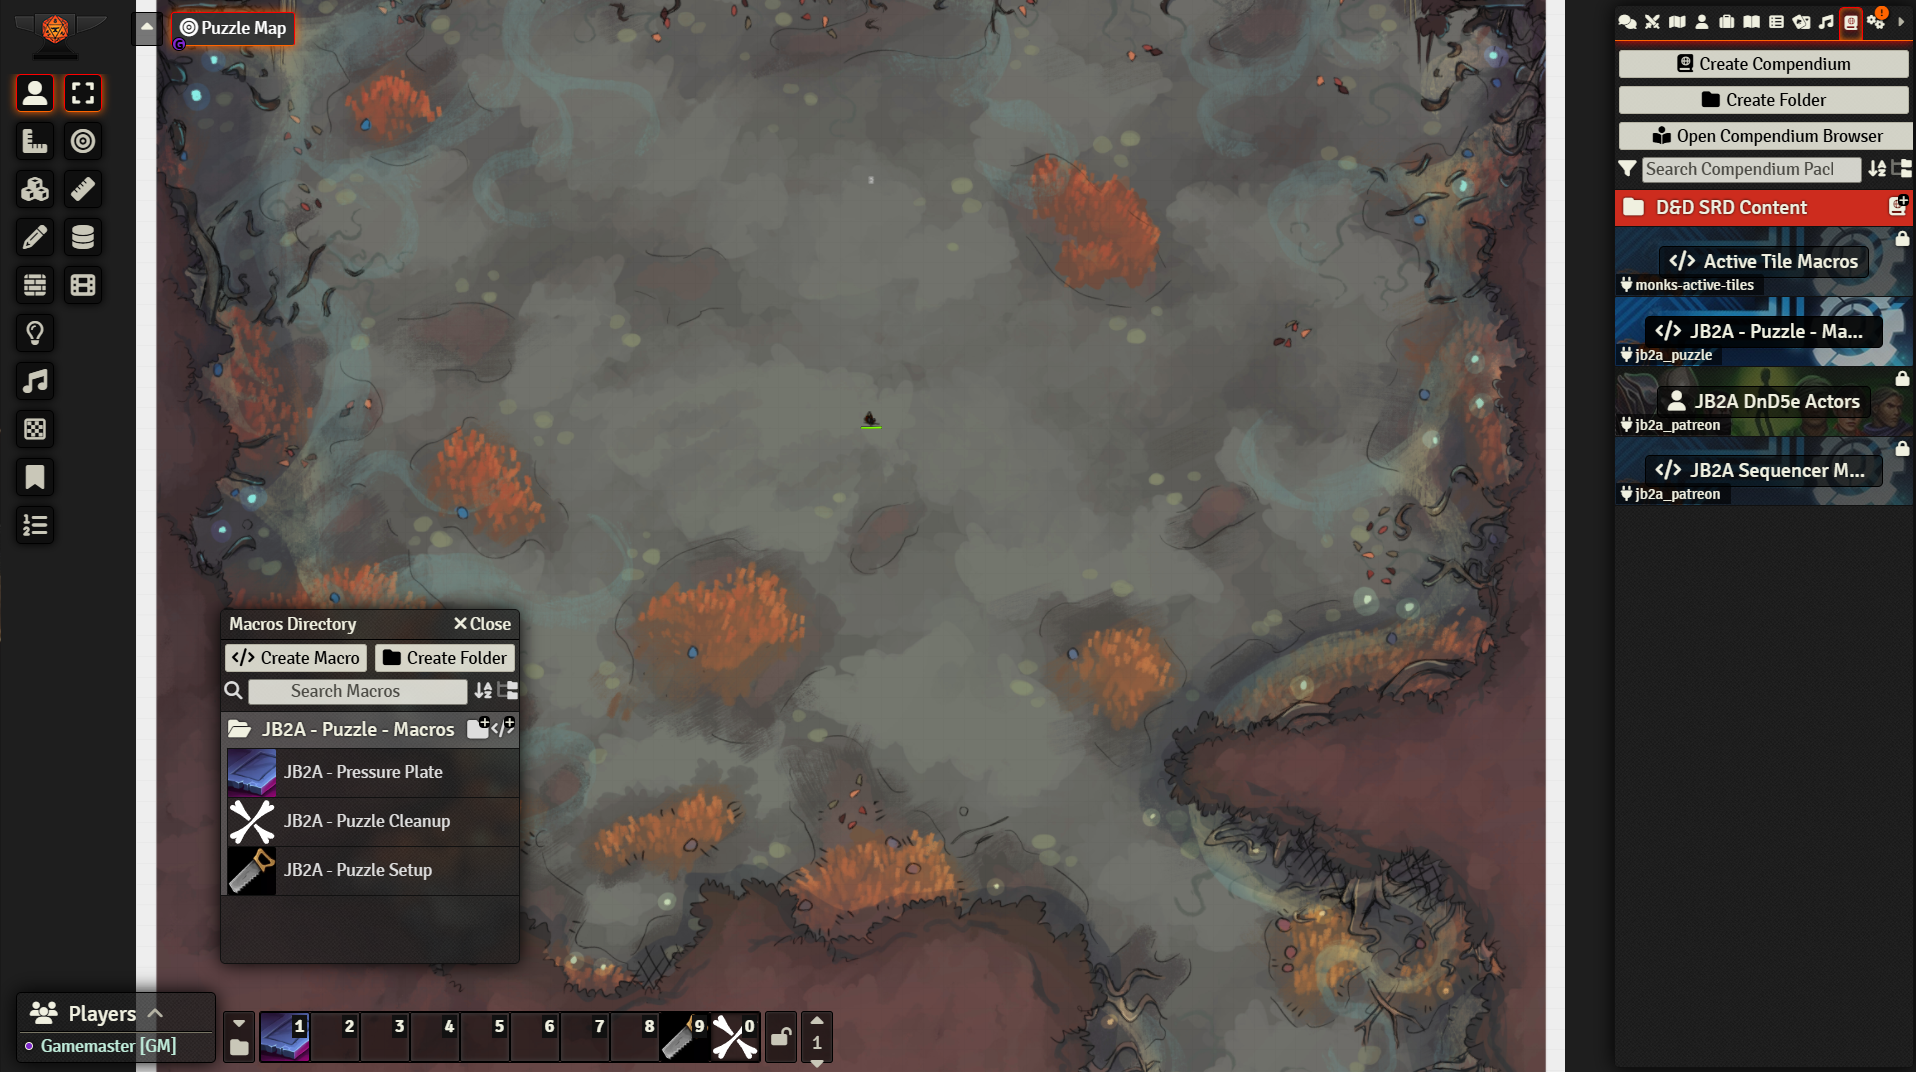 Puzzle Map
G
Create Compendium
Create Folder
Open Compendium Browser
Search Compendium Pacl
D&D SRD Content
</> Active Tile Macros
monks-active-tiles
</> JB2A - Puzzle - Ma...
jb2a_puzzle
JB2A DnD5e Actors
jb2a_patreon
</> JB2A Sequencer M...
jb2a_patreon
Macros Directory
Close
</> Create Macro
Create Folder
Search Macros
JB2A - Puzzle - Macros
JB2A - Pressure Plate
JB2A - Puzzle Cleanup
JB2A - Puzzle Setup
Players
Gamemaster [GM]
1 2 3 4 5 6 7 8 9 0
1